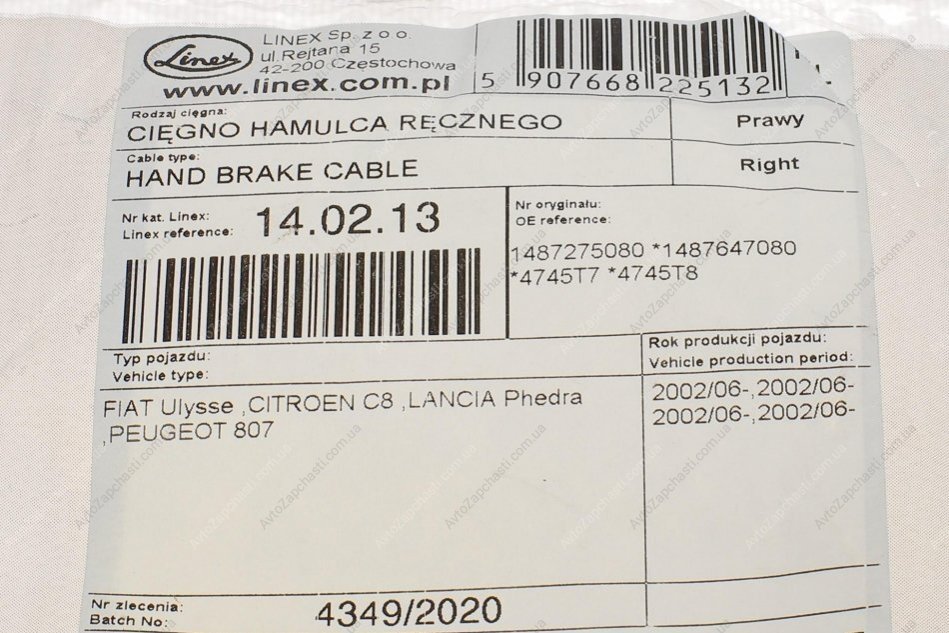 Linex
LINEX Sp. z o.o.
ul. Rejtana 15
42-200 Czestochowa
www.linex.com.pl
5 907668 225132
Rodzaj cięgna:
CIĘGNO HAMULCA RĘCZNEGO
Prawy
Cable type:
HAND BRAKE CABLE
Right
Nr kat. Linex:
Linex reference:
14.02.13
Nr oryginału:
OE reference:
1487275080 *1487647080
*4745T7 *4745T8
Typ pojazdu:
Vehicle type:
Rok produkcji pojazdu:
Vehicle production period:
FIAT Ulysse ,CITROEN C8 ,LANCIA Phedra
,PEUGEOT 807
2002/06-,2002/06-
2002/06-,2002/06-
Nr zlecenia:
Batch No:
4349/2020
AvtoZapchasti.com.ua